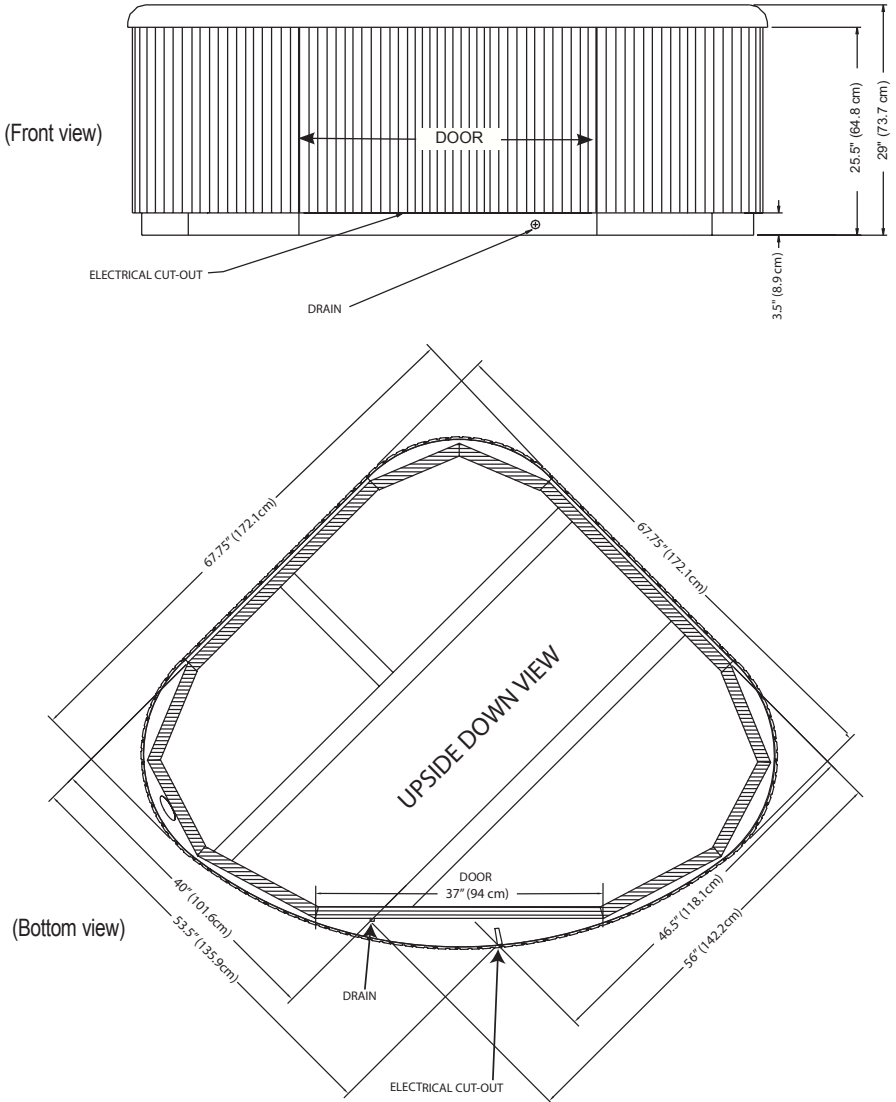 (Front view)
DOOR
25.5" (64.8 cm)
29" (73.7 cm)
3.5" (8.9 cm)
ELECTRICAL CUT-OUT
DRAIN
67.75" (172.1cm)
67.75" (172.1cm)
UPSIDE DOWN VIEW
DOOR
37" (94 cm)
40" (101.6cm)
53.5" (135.9cm)
46.5" (118.1cm)
56" (142.2cm)
(Bottom view)
DRAIN
ELECTRICAL CUT-OUT